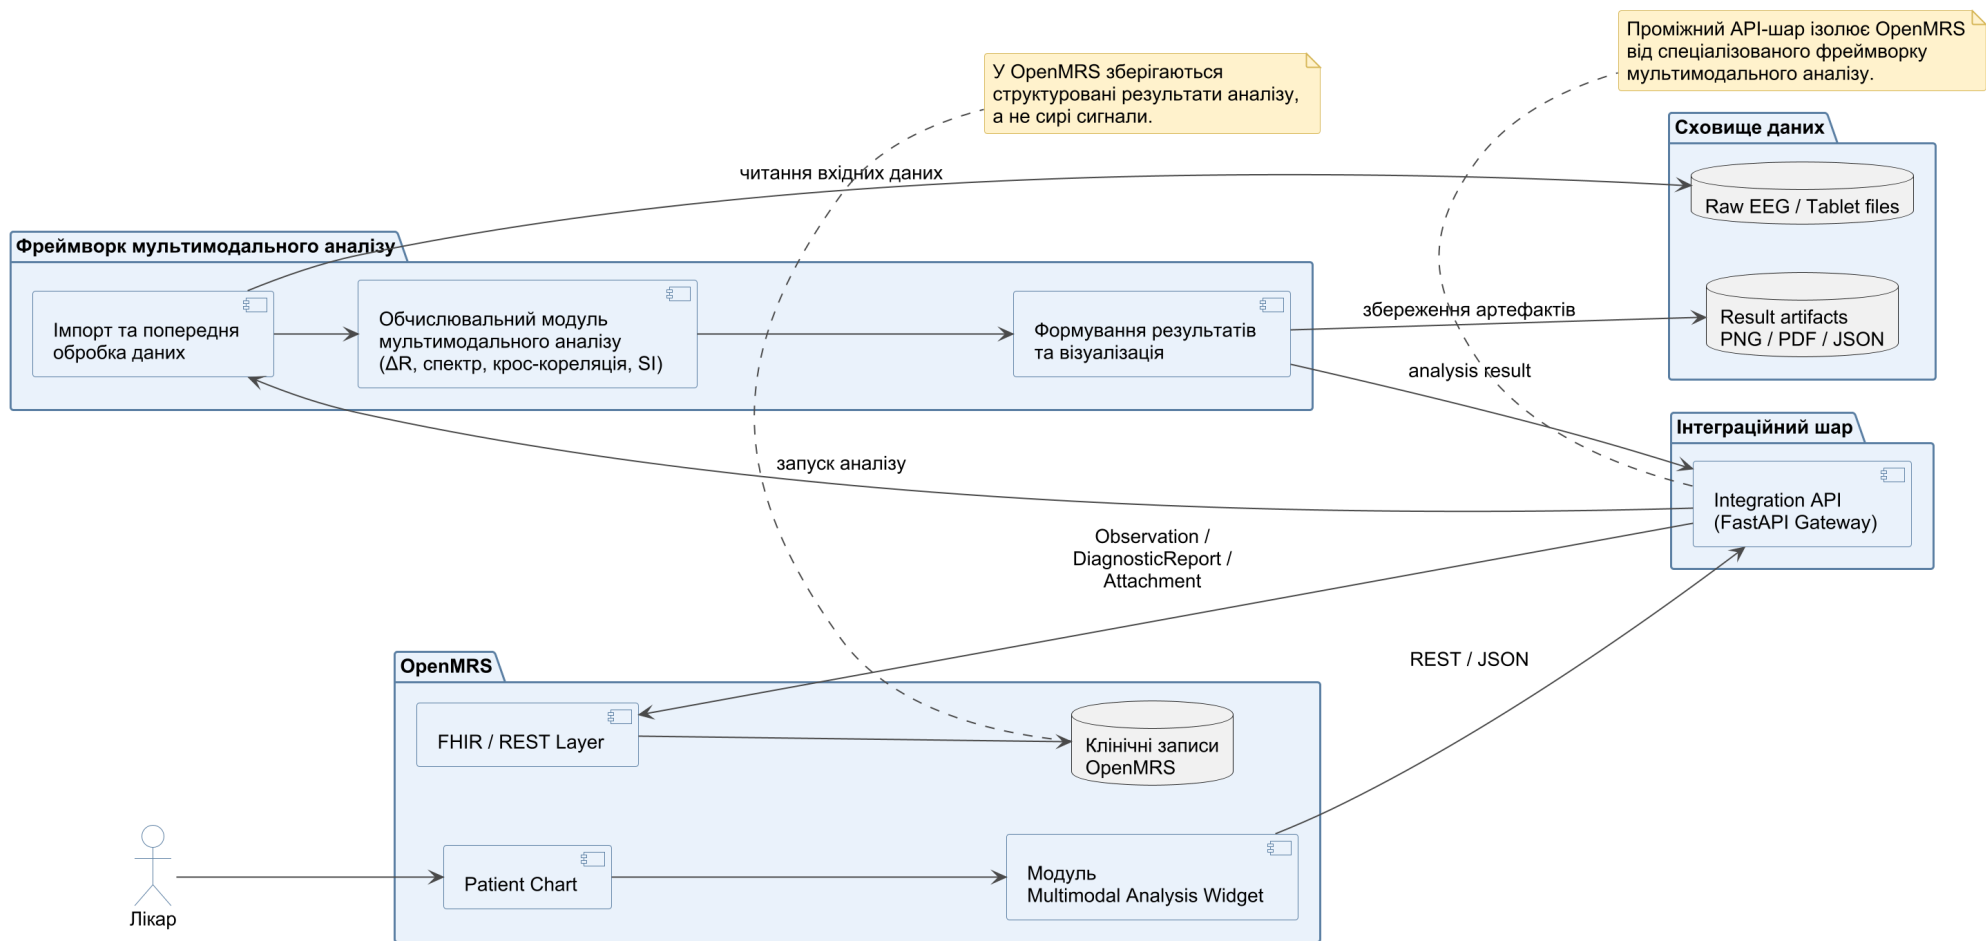 Проміжний API-шар ізолює OpenMRS
від спеціалізованого фреймворку
мультимодального аналізу.
У OpenMRS зберігаються
структуровані результати аналізу,
а не сирі сигнали.
Сховище даних
читання вхідних даних
Raw EEG / Tablet files
Фреймворк мультимодального аналізу
Імпорт та попередня
обробка даних
Обчислювальний модуль
мультимодального аналізу
(ΔR, спектр, крос-кореляція, SI)
Формування результатів
та візуалізація
збереження артефактів
Result artifacts
PNG / PDF / JSON
analysis result
Інтеграційний шар
запуск аналізу
Integration API
(FastAPI Gateway)
Observation /
DiagnosticReport /
Attachment
REST / JSON
OpenMRS
FHIR / REST Layer
Клінічні записи
OpenMRS
Patient Chart
Модуль
Multimodal Analysis Widget
Лікар